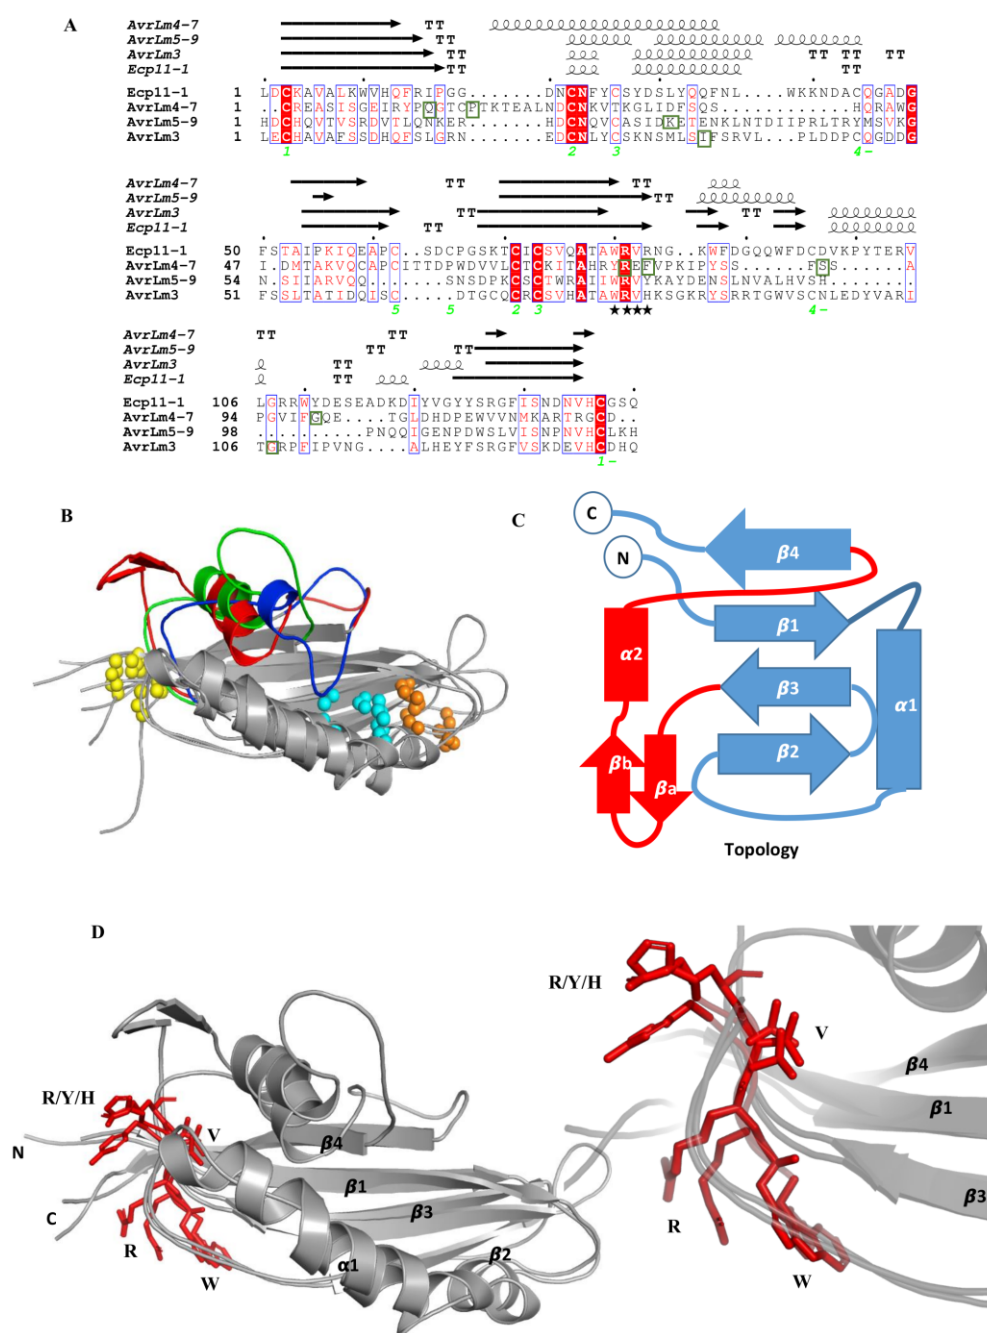 A
AvrLm4-7 TT
AvrLm5-9 TT
AvrLm3 TT TT TT TT
Ecp11-1 TT TT
Ecp11-1 1 LDCKAVALKWVHQFRIPGG.......DNCNFYCSYDSLYQQFNL...WKKNDACQGADG
AvrLm4-7 1 ..CREASISGEIRYPQGTCPTKTEALNDCNKVTKGLIDFSQS............HQRAWG
AvrLm5-9 1 HDCHQVTVSRDVTLQNKER.......DHCNQVCASIDKETENKLNTDIIPRLTRYMSVKG
AvrLm3 1 LECHAVAFSSDHQFSLGRN.......EDCNLYCSKNSMLSIFSRVL...PLDDPCQGADG
1 2 3 4-
AvrLm4-7 TT TT
AvrLm5-9 TT
AvrLm3 TT TT
Ecp11-1 TT
Ecp11-1 50 FSTAIPKIQEAPCS..DCPGSKTCICSVQATAWRVRNG.KWFDGQQWFDCDVKPYTERV
AvrLm4-7 47 I.DMTAKVQCAPCITTDPWDVVLCTCKITAHRYREFVPKIPYSS.......FSS.....A
AvrLm5-9 54 N.SIIARVQN.....SNSDPKCSCTWRAIIWRVYKAYDENSLNVALHVSH..........
AvrLm3 51 FSSLTATIDQISC....DTGCQCRCSVHATAWRVHKSGKRYSRRTGWVSCNLEDYVARI
5 5 2 3 ★★★★ 4-
AvrLm4-7 TT TT
AvrLm5-9 TT
AvrLm3 TT
Ecp11-1 TT
Ecp11-1 106 LGRRWYDESEADKDIYVGYYSRGFISNDNVHCGSQ
AvrLm4-7 94 PGVIFGQE....TGLDHDPEWVVNMKARTRGCD..
AvrLm5-9 98 ..........PNQQIGENPDWSLVISNPNVHCLKH
AvrLm3 106 TGRPFIPVNG....ALHEYFSRGFVSKDEVHCDHQ
1-
B
C
C
N
β4
β1
α2
β3
α1
β2
βb
βa
Topology
D
R/Y/H
V
N
β4
β1
C
β3
R
α1
β2
W
R/Y/H
V
β4
β1
R
β3
W